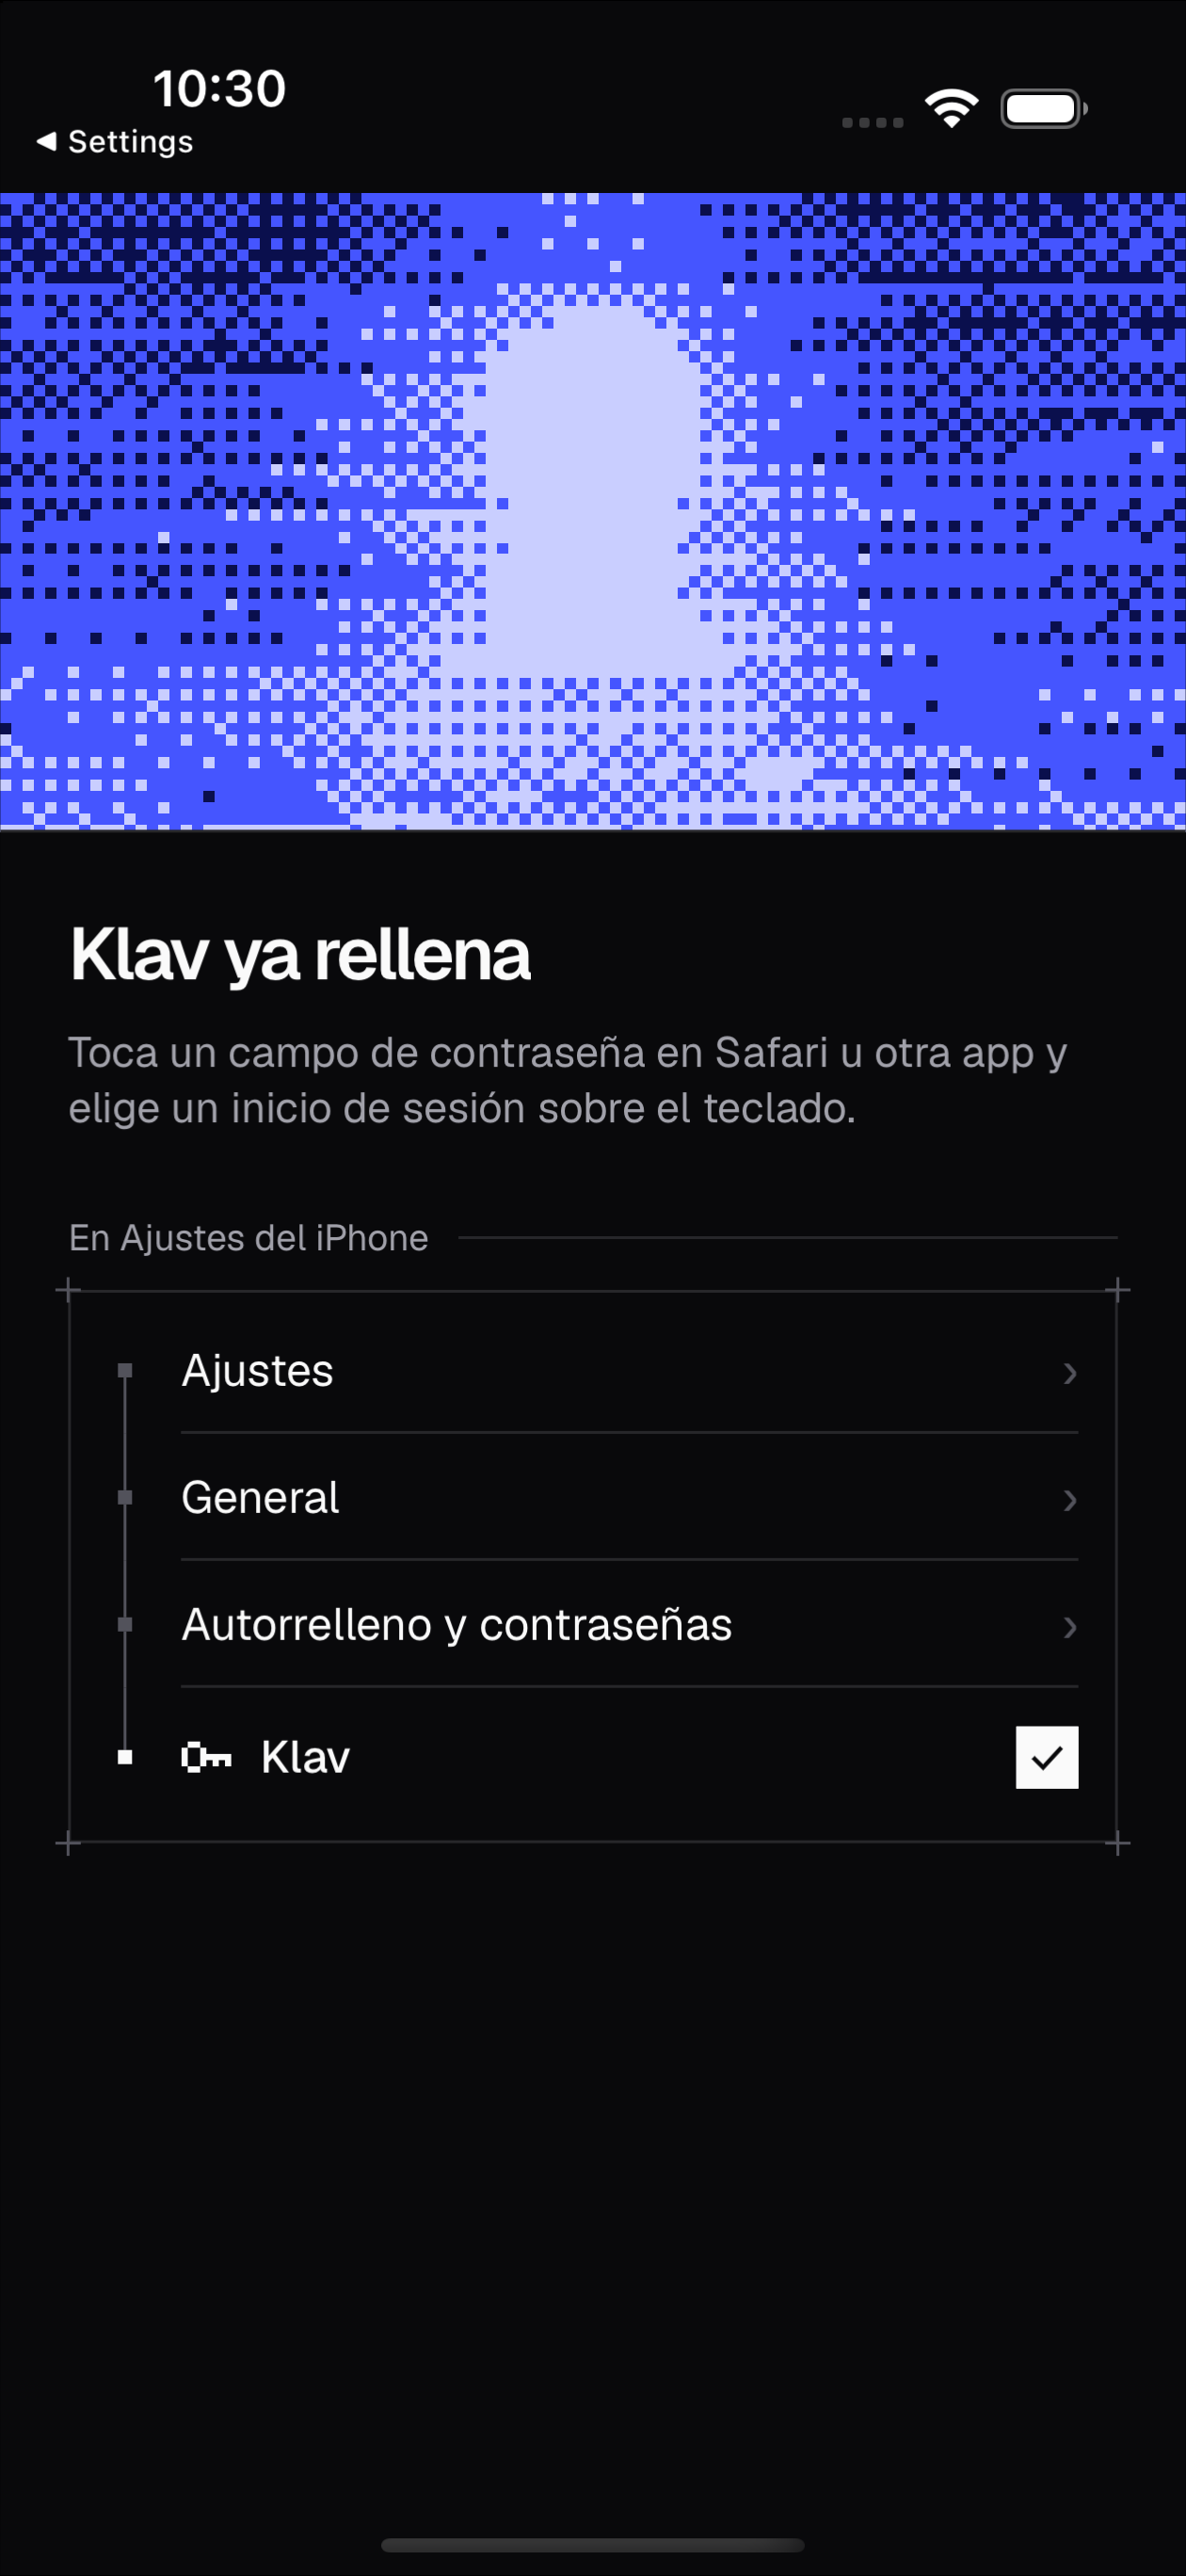 10:30
Settings
Klav ya rellena
Toca un campo de contraseña en Safari u otra app y
elige un inicio de sesión sobre el teclado.
En Ajustes del iPhone
Ajustes
General
Autorrelleno y contraseñas
Klav